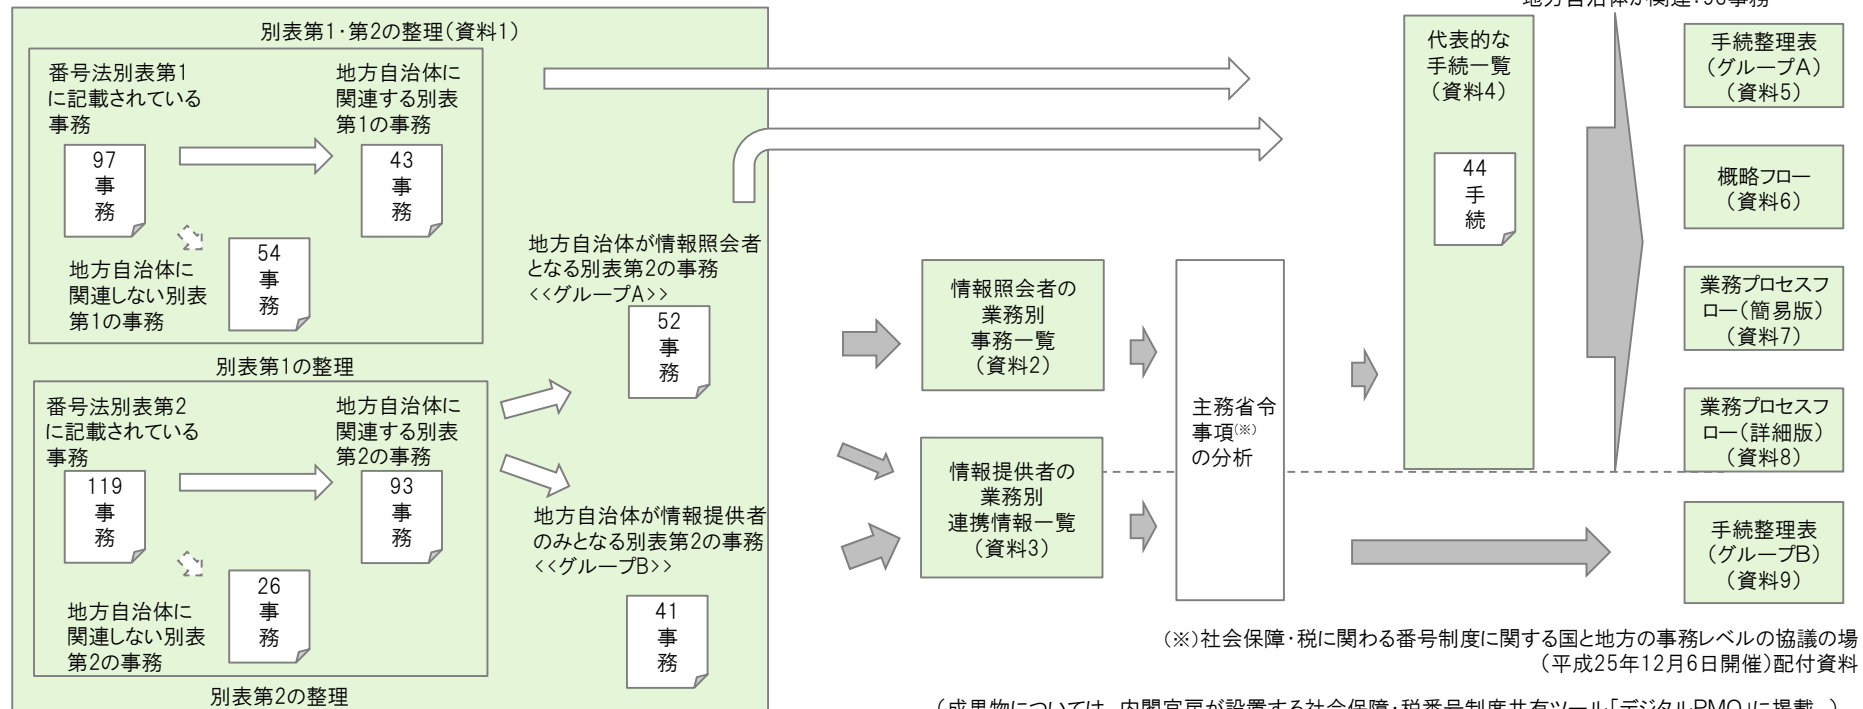 地方自治体が関連:93事務
別表第1・第2の整理(資料1)
番号法別表第1
に記載されている
事務
地方自治体に
関連する別表
第1の事務
97
事
務
43
事
務
54
事
務
地方自治体に
関連しない別表
第1の事務
別表第1の整理
番号法別表第2
に記載されている
事務
地方自治体に
関連する別表
第2の事務
119
事
務
93
事
務
26
事
務
地方自治体に
関連しない別表
第2の事務
別表第2の整理
地方自治体が情報照会者
となる別表第2の事務
<<グループA>>
52
事
務
地方自治体が情報提供者
のみとなる別表第2の事務
<<グループB>>
41
事
務
情報照会者の
業務別
事務一覧
(資料2)
情報提供者の
業務別
連携情報一覧
(資料3)
主務省令
事項(※)
の分析
代表的な
手続一覧
(資料4)
44
手
続
手続整理表
(グループA)
(資料5)
概略フロー
(資料6)
業務プロセスフ
ロー(簡易版)
(資料7)
業務プロセスフ
ロー(詳細版)
(資料8)
手続整理表
(グループB)
(資料9)
(※)社会保障・税に関わる番号制度に関する国と地方の事務レベルの協議の場
(平成25年12月6日開催)配付資料
(成果物については、内閣官房が設置する社会保障・税番号制度共有ツール「デジタルPMO」に掲載。)